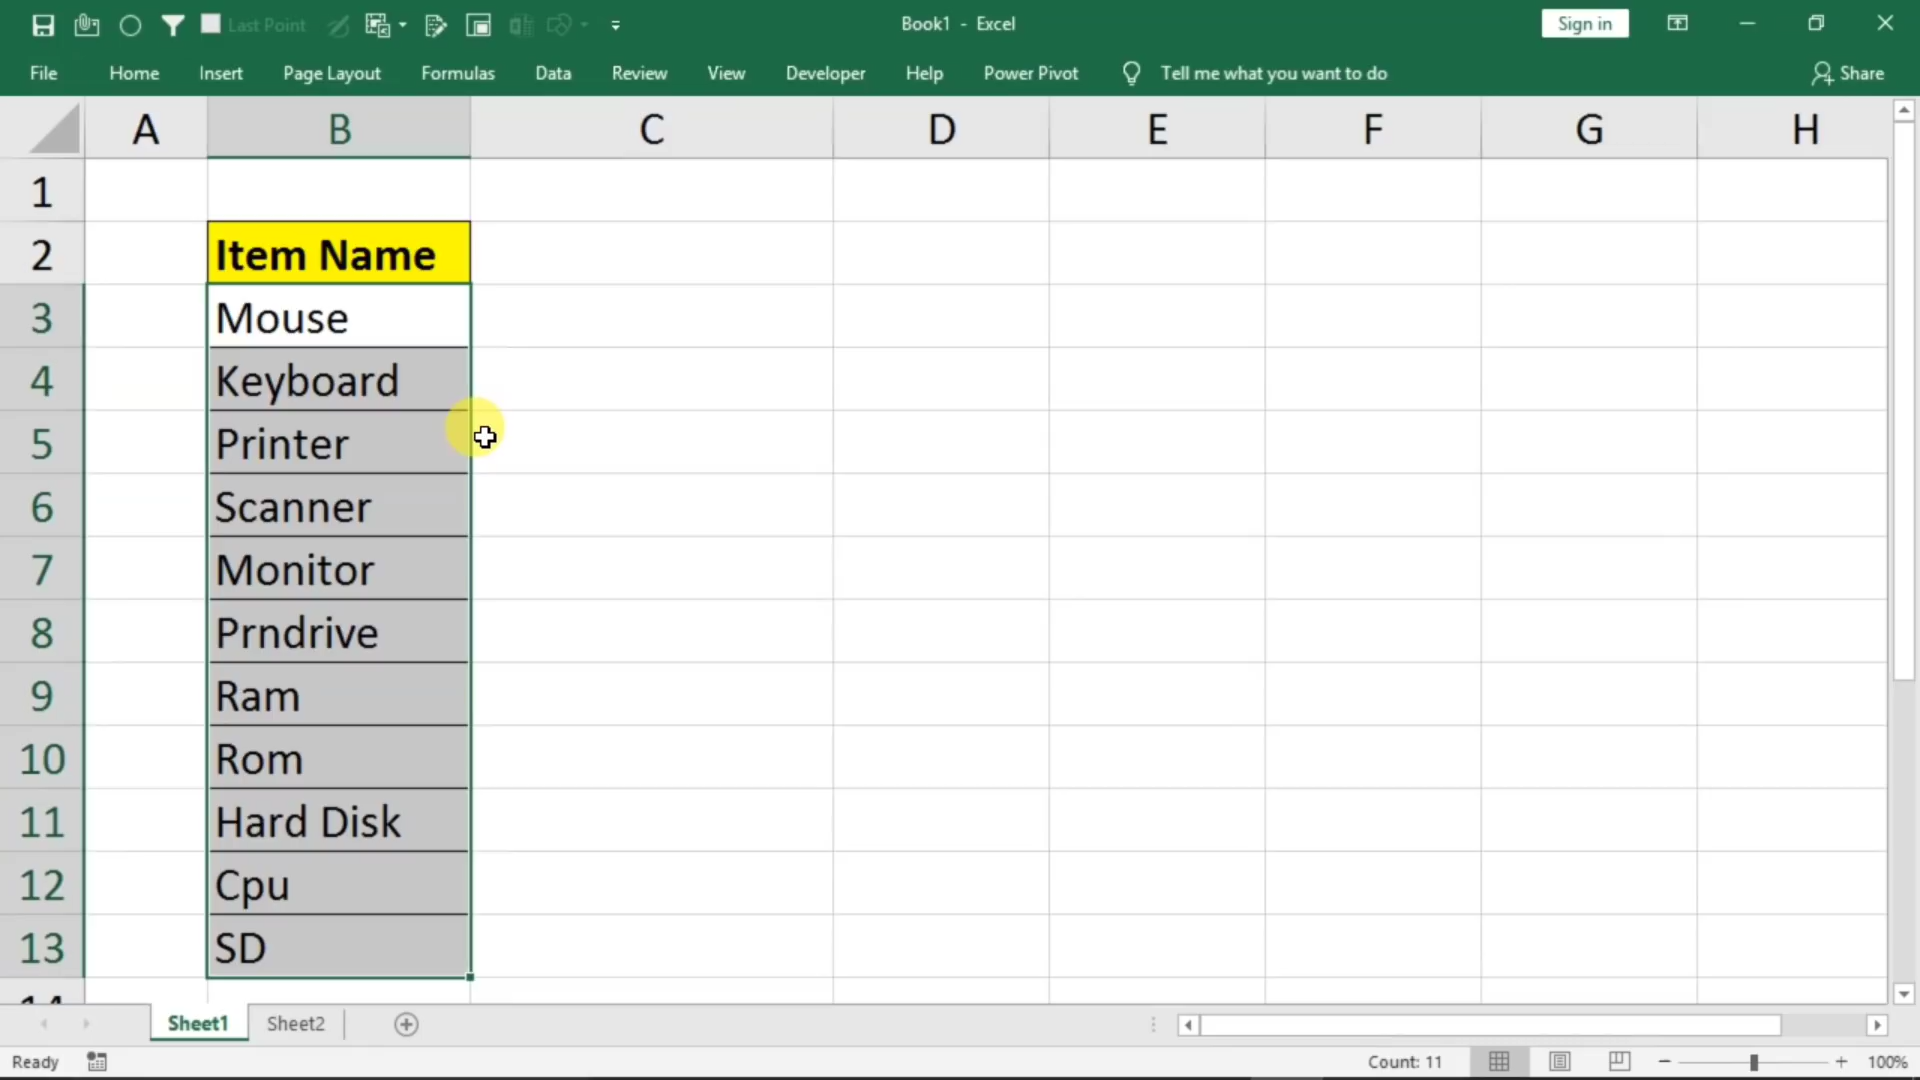 Last Point
Book1 - Excel
Sign in
File Home Insert Page Layout Formulas Data Review View Developer Help Power Pivot Tell me what you want to do Share
A B C D E F G H
1
2 Item Name
3 Mouse
4 Keyboard
5 Printer
6 Scanner
7 Monitor
8 Prndrive
9 Ram
10 Rom
11 Hard Disk
12 Cpu
13 SD
14
Sheet1 Sheet2
Ready Count: 11 100%